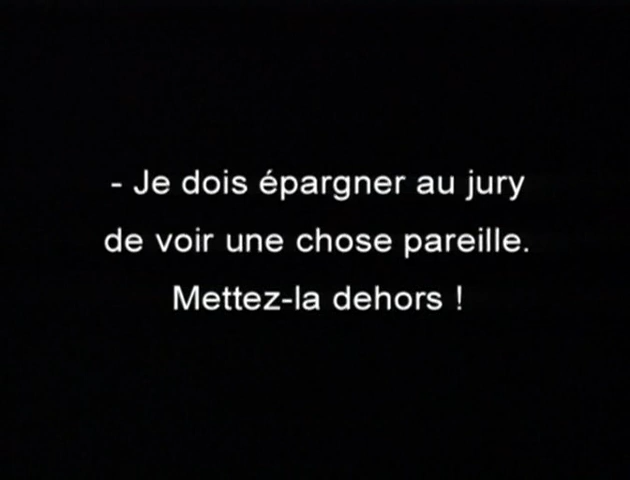 - Je dois épargner au jury
de voir une chose pareille.
Mettez-la dehors !